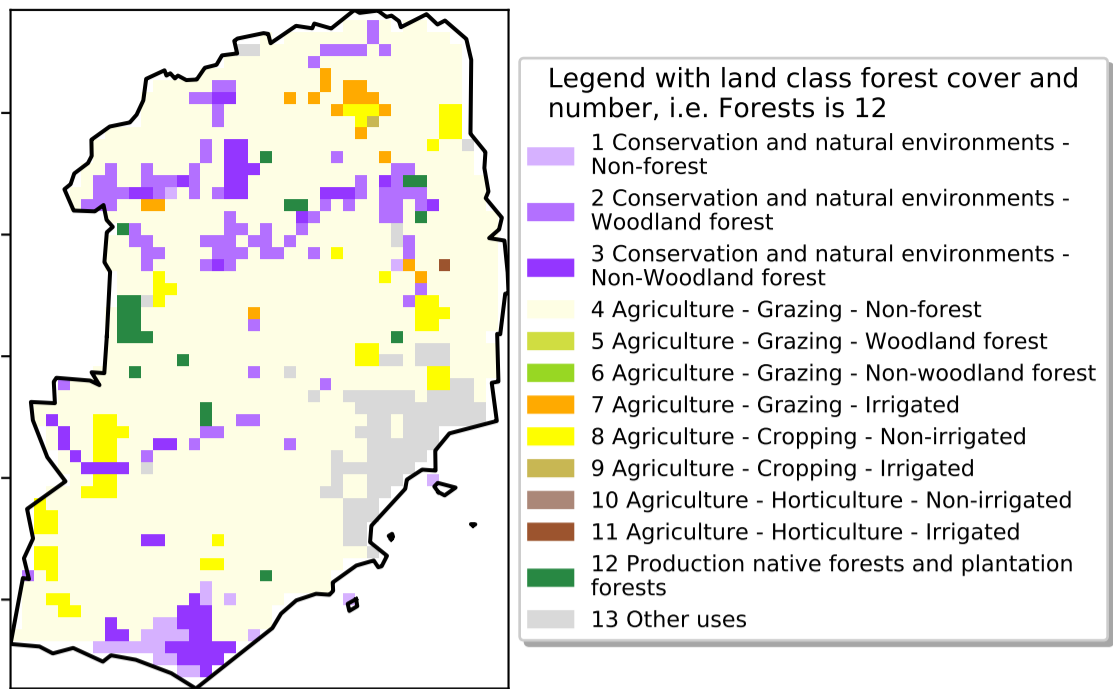 Legend with land class forest cover and
number, i.e. Forests is 12
1 Conservation and natural environments -
Non-forest
2 Conservation and natural environments -
Woodland forest
3 Conservation and natural environments -
Non-Woodland forest
4 Agriculture - Grazing - Non-forest
5 Agriculture - Grazing - Woodland forest
6 Agriculture - Grazing - Non-woodland forest
7 Agriculture - Grazing - Irrigated
8 Agriculture - Cropping - Non-irrigated
9 Agriculture - Cropping - Irrigated
10 Agriculture - Horticulture - Non-irrigated
11 Agriculture - Horticulture - Irrigated
12 Production native forests and plantation
forests
13 Other uses